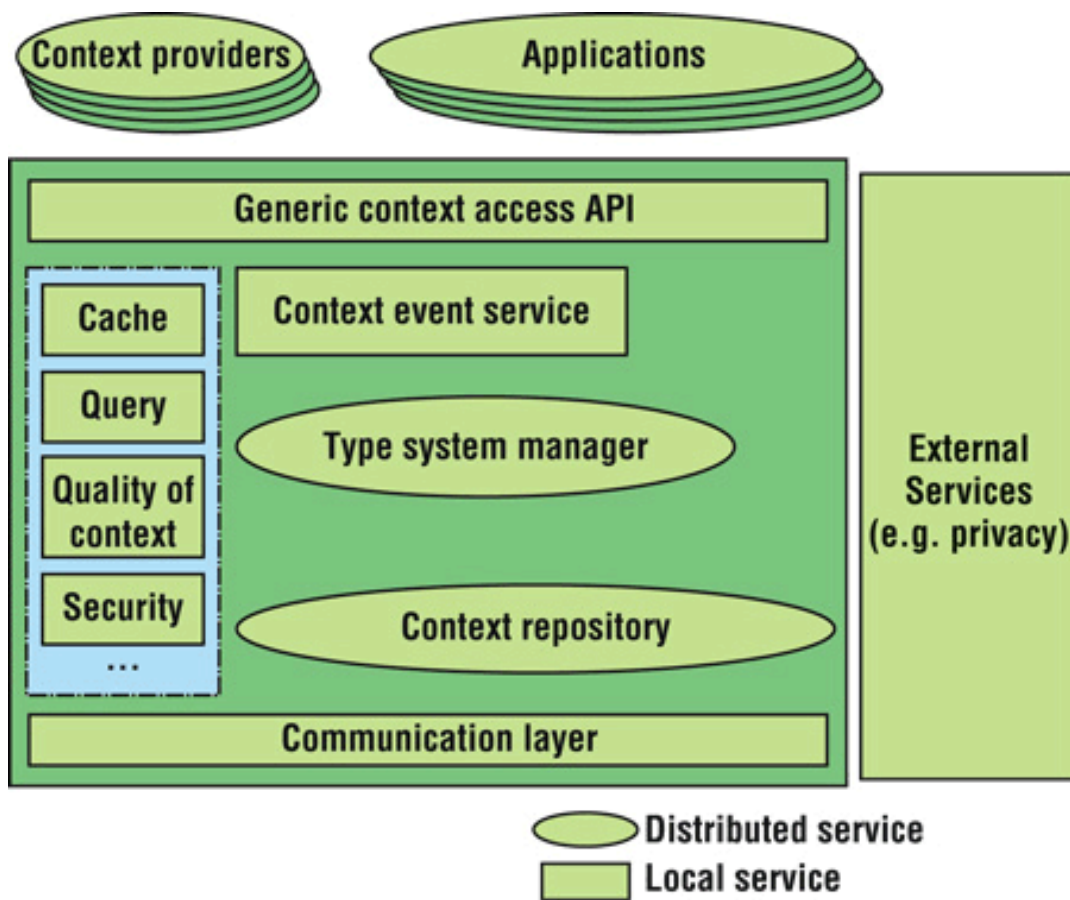 Context providers
Applications
Generic context access API
Cache
Context event service
Query
Type system manager
Quality of
context
Security
...
Context repository
Communication layer
External
Services
(e.g. privacy)
Distributed service
Local service